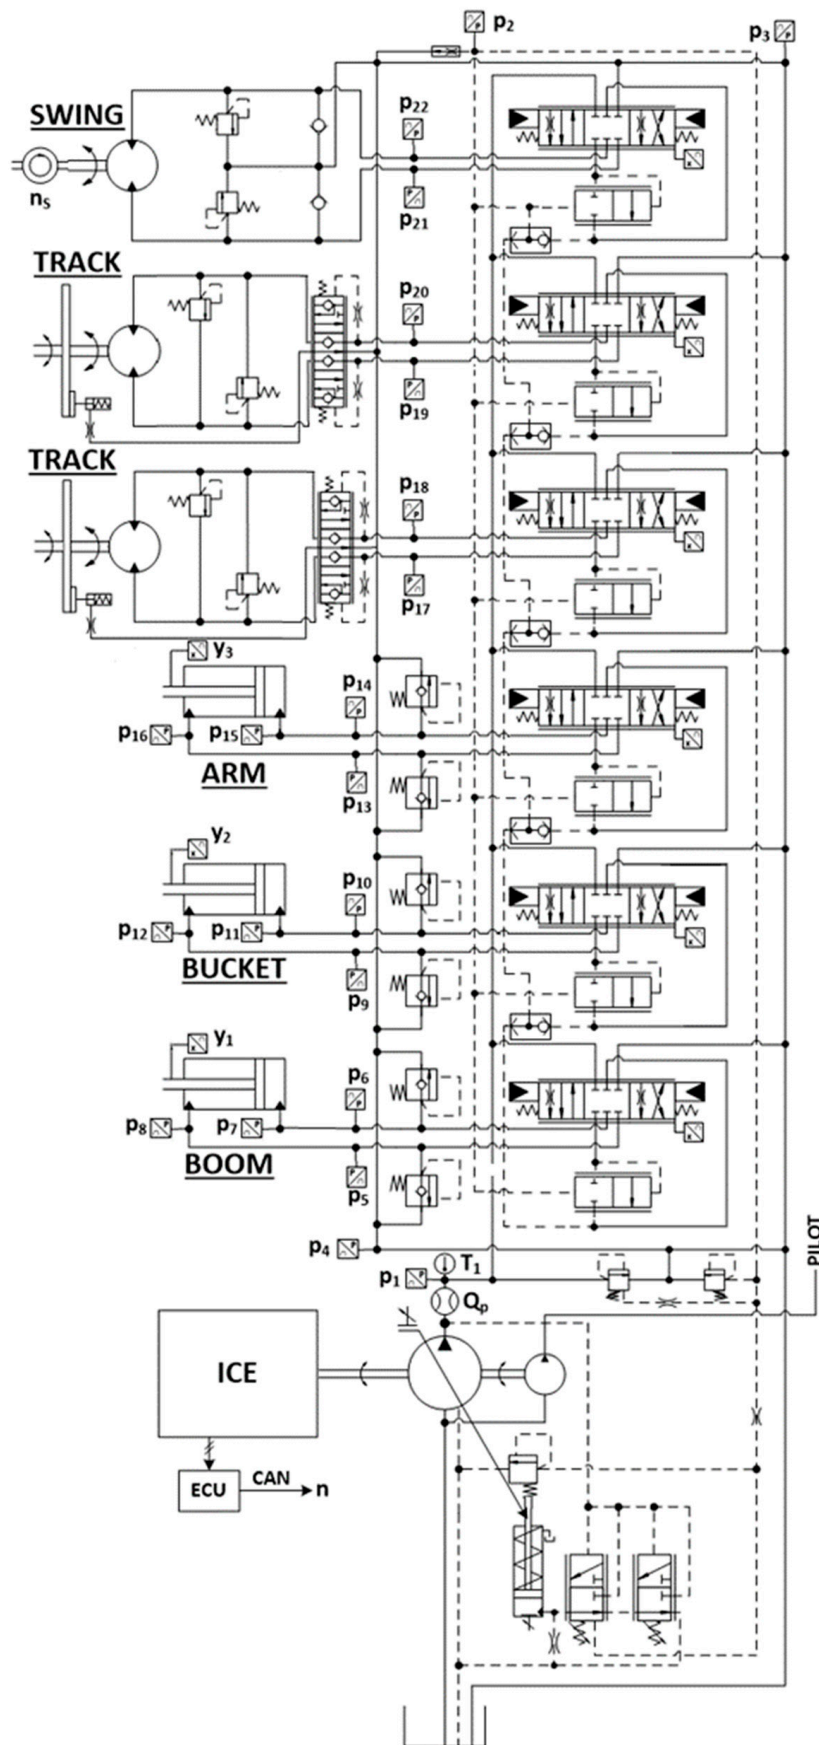 p2
p3
SWING
p22
nS
p21
TRACK
p20
p19
TRACK
p18
p17
y3
p14
p16
p15
ARM
p13
y2
p10
p12
p11
BUCKET
p9
y1
p6
p8
p7
BOOM
p5
PILOT
p4
T1
p1
Qp
ICE
ECU
CAN
n